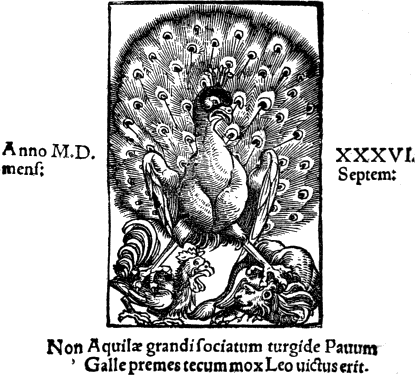 Anno M.D. XXXVI.
mens: Septem:
Non Aquilæ grandi ſociatum turgide Pauum
Galle premes tecum mox Leo uictus erit.